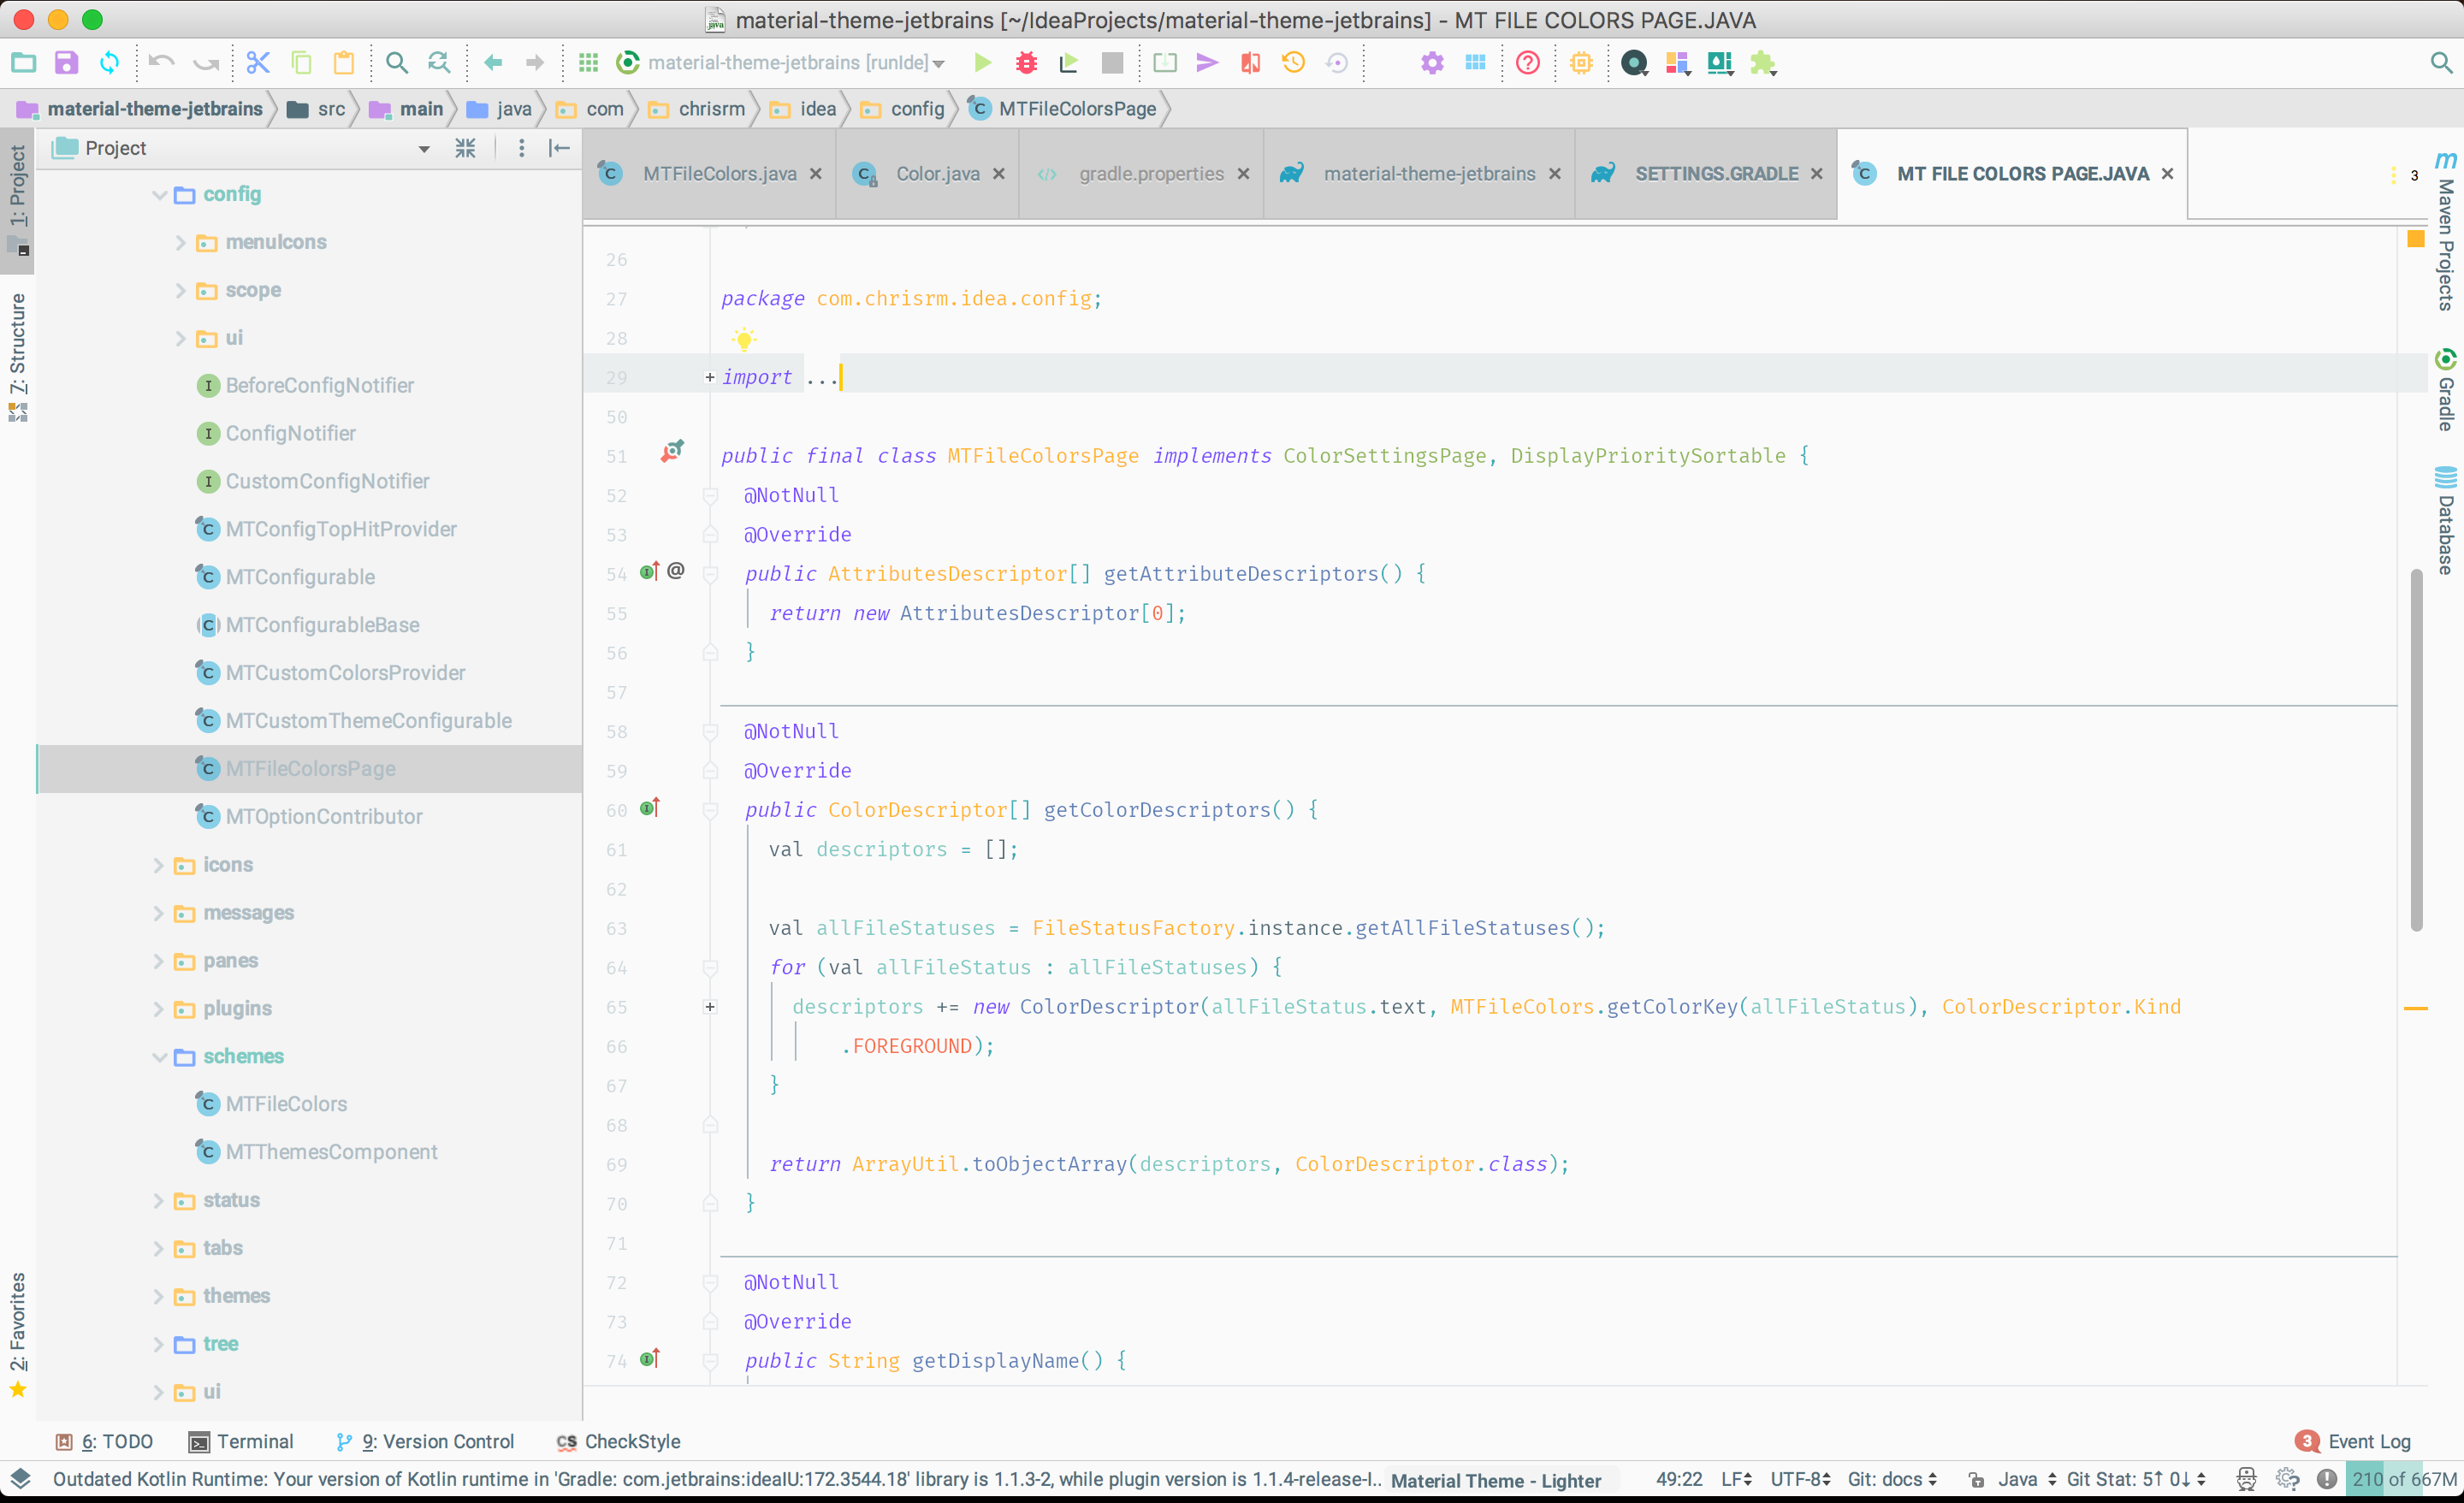 material-theme-jetbrains [~/IdeaProjects/material-theme-jetbrains] - MT FILE COLORS PAGE.JAVA
material-theme-jetbrains [runIde]
material-theme-jetbrains src main java com chrisrm idea config MTFileColorsPage
1: Project
7: Structure
2: Favorites
Project
config
menuIcons
scope
ui
BeforeConfigNotifier
ConfigNotifier
CustomConfigNotifier
MTConfigTopHitProvider
MTConfigurable
MTConfigurableBase
MTCustomColorsProvider
MTCustomThemeConfigurable
MTFileColorsPage
MTOptionContributor
icons
messages
panes
plugins
schemes
MTFileColors
MTThemesComponent
status
tabs
themes
tree
ui
MTFileColors.java Color.java gradle.properties material-theme-jetbrains SETTINGS.GRADLE MT FILE COLORS PAGE.JAVA 3
26
27 package com.chrisrm.idea.config;
28
29 import ...
50
51 public final class MTFileColorsPage implements ColorSettingsPage, DisplayPrioritySortable {
52 @NotNull
53 @Override
54 public AttributesDescriptor[] getAttributeDescriptors() {
55 return new AttributesDescriptor[0];
56 }
57
58 @NotNull
59 @Override
60 public ColorDescriptor[] getColorDescriptors() {
61 val descriptors = [];
62
63 val allFileStatuses = FileStatusFactory.instance.getAllFileStatuses();
64 for (val allFileStatus : allFileStatuses) {
65 descriptors += new ColorDescriptor(allFileStatus.text, MTFileColors.getColorKey(allFileStatus), ColorDescriptor.Kind
66 .FOREGROUND);
67 }
68
69 return ArrayUtil.toObjectArray(descriptors, ColorDescriptor.class);
70 }
71
72 @NotNull
73 @Override
74 public String getDisplayName() {
m Maven Projects
Gradle
Database
6: TODO Terminal 9: Version Control CS CheckStyle 3 Event Log
Outdated Kotlin Runtime: Your version of Kotlin runtime in 'Gradle: com.jetbrains:ideaIU:172.3544.18' library is 1.1.3-2, while plugin version is 1.1.4-release-I.. Material Theme - Lighter 49:22 LF UTF-8 Git: docs Java Git Stat: 5↑ 0↓ 210 of 667M